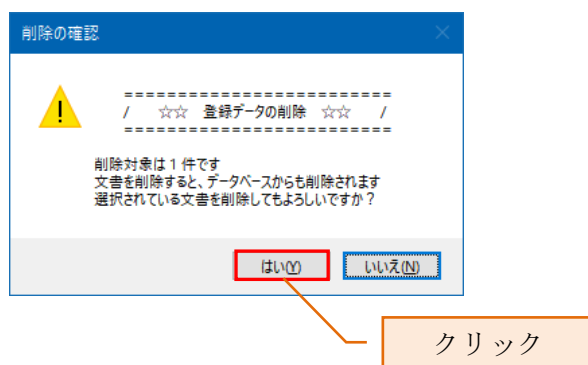 削除の確認
=========================
/ ☆☆ 登録データの削除 ☆☆ /
=========================
削除対象は1件です
文書を削除すると、データベースからも削除されます
選択されている文書を削除してもよろしいですか？
はい(Y) いいえ(N)
クリック